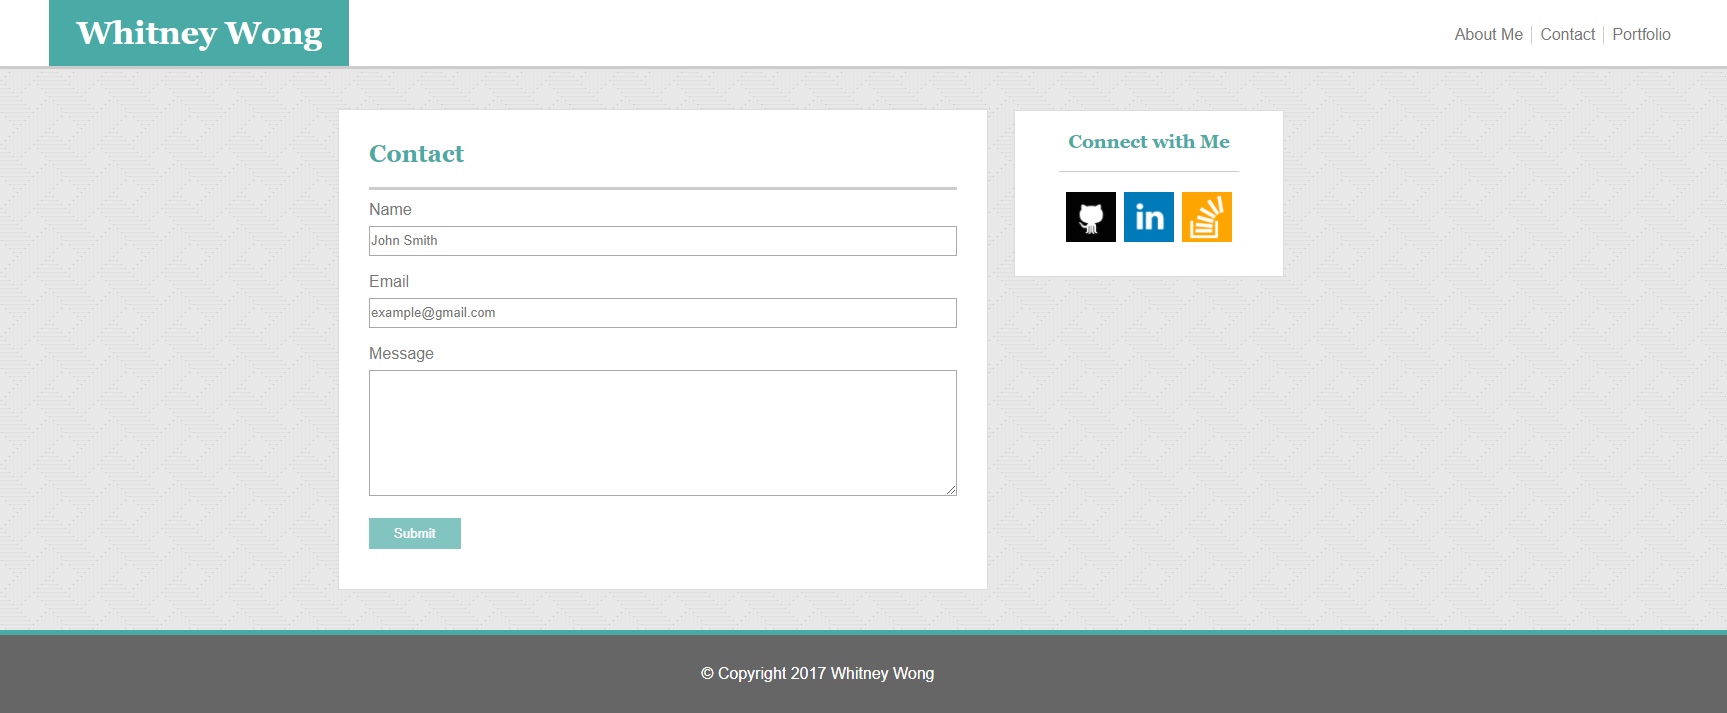 Whitney Wong
About Me
Contact
Portfolio
Contact
Name
John Smith
Email
example@gmail.com
Message
Submit
Connect with Me
in
© Copyright 2017 Whitney Wong